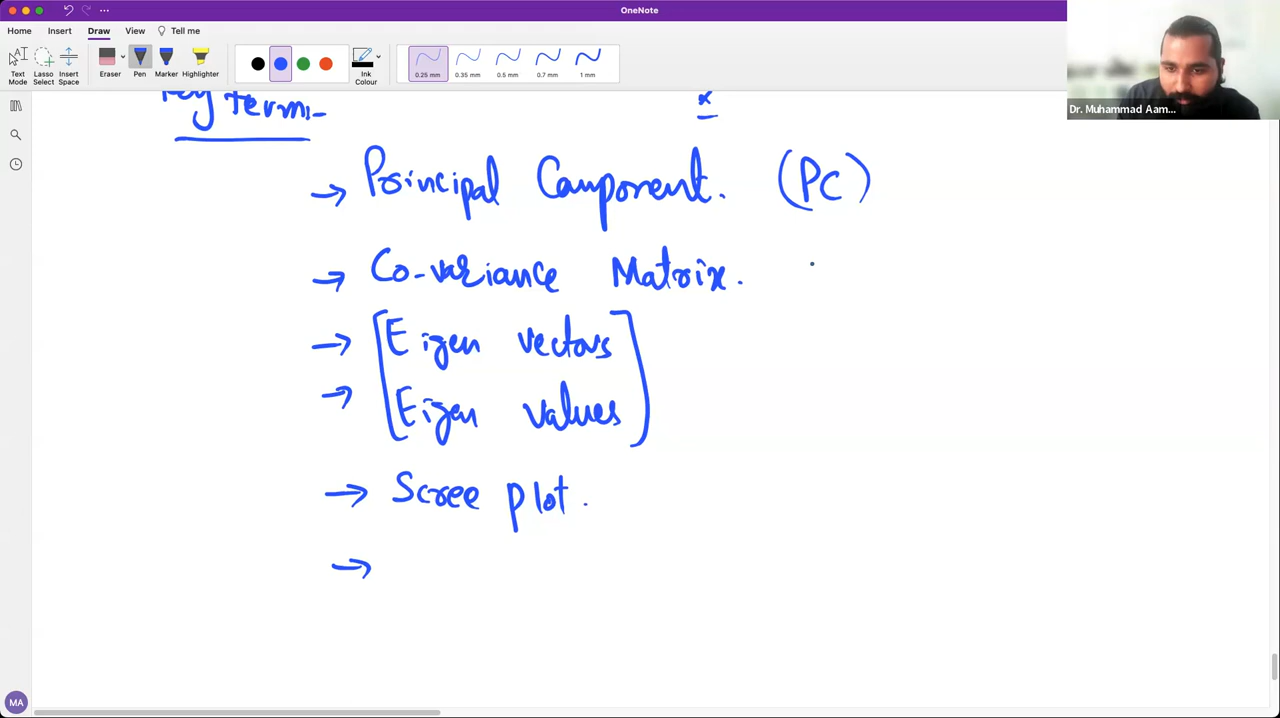 OneNote
Home Insert Draw View Tell me
Text Mode
Lasso Select
Insert Space
Eraser
Pen
Marker
Highlighter
Ink Colour
0.25 mm
0.35 mm
0.5 mm
0.7 mm
1 mm
Dr. Muhammad Aam...
Key terms
x
→ Principal Component. (PC)
→ Co-variance Matrix.
→ [Eigen vectors
→ Eigen values]
→ Scree plot.
→
MA